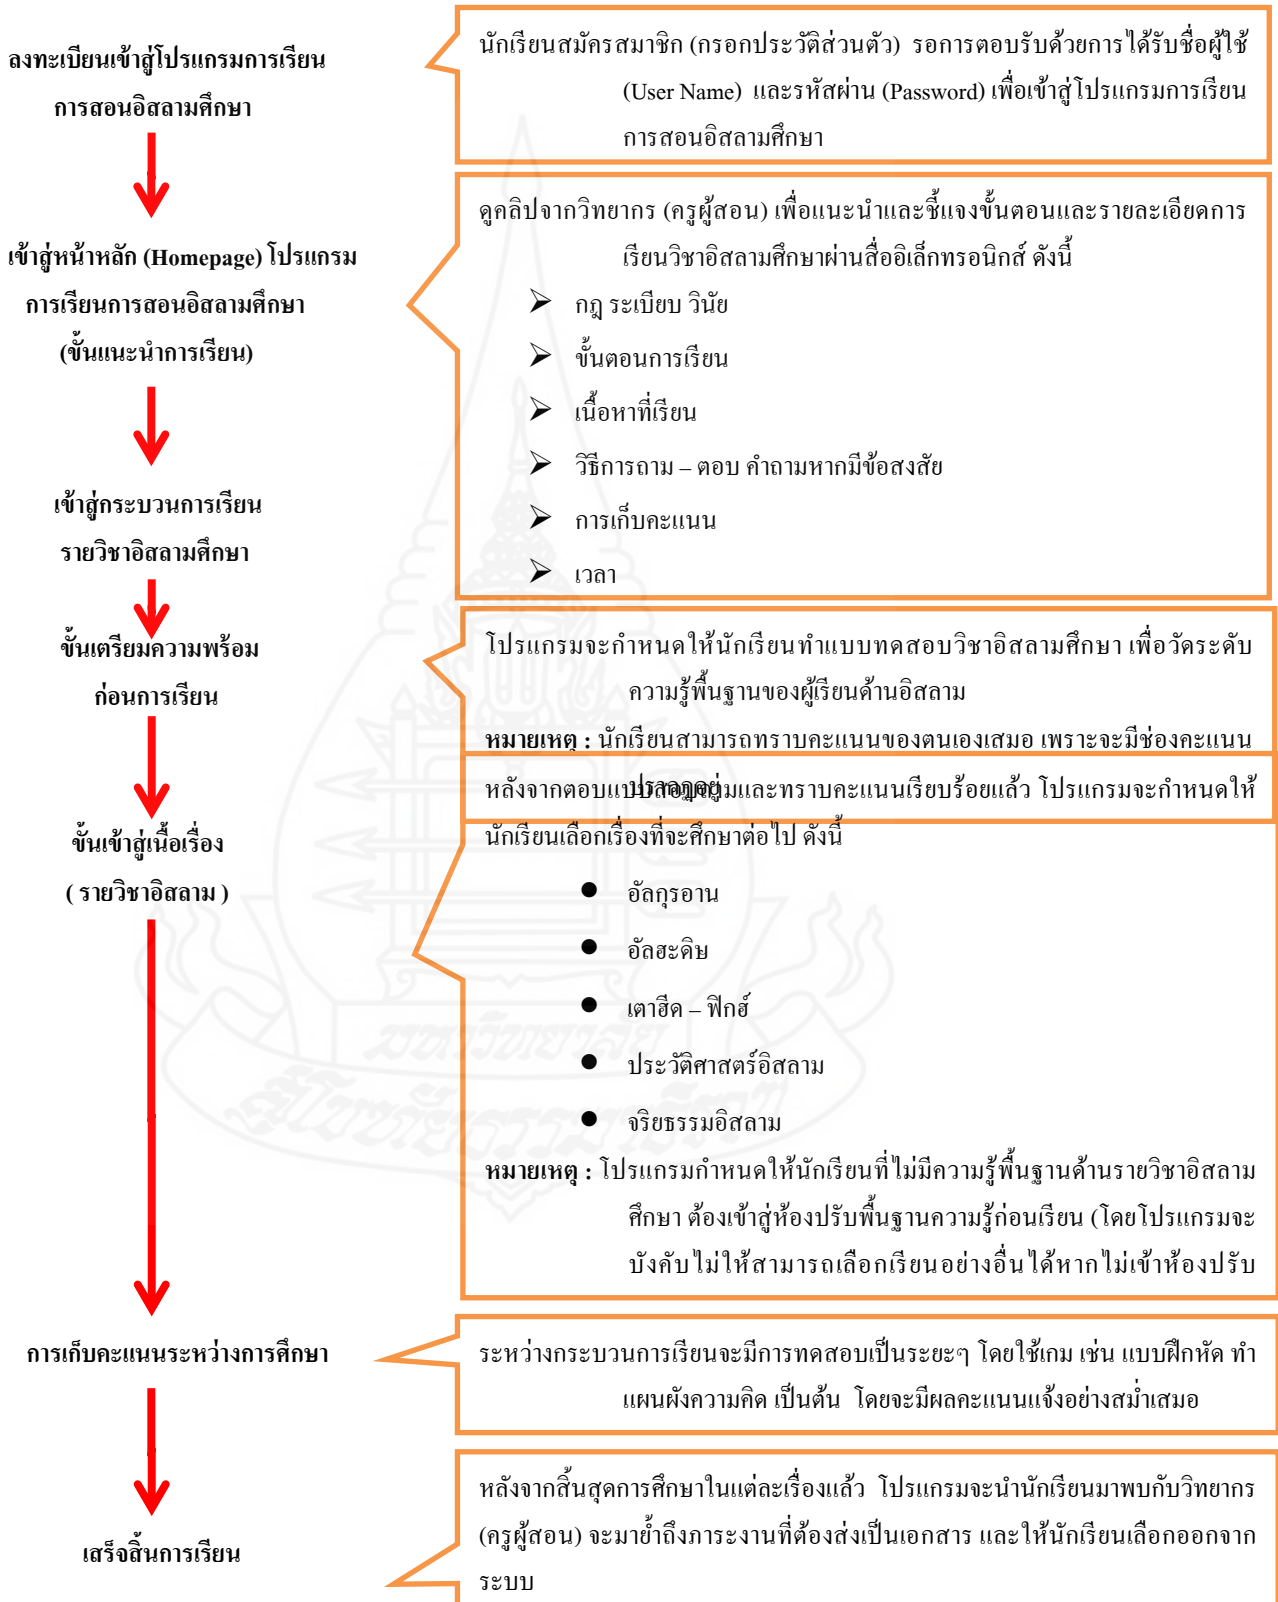 ลงทะเบียนเข้าสู่โปรแกรมการเรียน
การสอนอิสลามศึกษา
นักเรียนสมัครสมาชิก (กรอกประวัติส่วนตัว) รอการตอบรับด้วยการได้รับชื่อผู้ใช้
(User Name) และรหัสผ่าน (Password) เพื่อเข้าสู่โปรแกรมการเรียน
การสอนอิสลามศึกษา
เข้าสู่หน้าหลัก (Homepage) โปรแกรม
การเรียนการสอนอิสลามศึกษา
(ขั้นแนะนำการเรียน)
ดูคลิปจากวิทยากร (ครูผู้สอน) เพื่อแนะนำและชี้แจงขั้นตอนและรายละเอียดการ
เรียนวิชาอิสลามศึกษาผ่านสื่ออิเล็กทรอนิกส์ ดังนี้
➢ กฎ ระเบียบ วินัย
➢ ขั้นตอนการเรียน
➢ เนื้อหาที่เรียน
➢ วิธีการถาม – ตอบ คำถามหากมีข้อสงสัย
➢ การเก็บคะแนน
➢ เวลา
เข้าสู่กระบวนการเรียน
รายวิชาอิสลามศึกษา
ขั้นเตรียมความพร้อม
ก่อนการเรียน
โปรแกรมจะกำหนดให้นักเรียนทำแบบทดสอบวิชาอิสลามศึกษา เพื่อวัดระดับ
ความรู้พื้นฐานของผู้เรียนด้านอิสลาม
หมายเหตุ : นักเรียนสามารถทราบคะแนนของตนเองเสมอ เพราะจะมีช่องคะแนน
ปรากฏอยู่
ขั้นเข้าสู่เนื้อเรื่อง
( รายวิชาอิสลาม )
หลังจากตอบแบบสอบถามและทราบคะแนนเรียบร้อยแล้ว โปรแกรมจะกำหนดให้
นักเรียนเลือกเรื่องที่จะศึกษาต่อไป ดังนี้
● อัลกุรอาน
● อัลฮะดิษ
● เตาฮีด – ฟิกฮ์
● ประวัติศาสตร์อิสลาม
● จริยธรรมอิสลาม
หมายเหตุ : โปรแกรมกำหนดให้นักเรียนที่ไม่มีความรู้พื้นฐานด้านรายวิชาอิสลาม
ศึกษา ต้องเข้าสู่ห้องปรับพื้นฐานความรู้ก่อนเรียน (โดยโปรแกรมจะ
บังคับไม่ให้สามารถเลือกเรียนอย่างอื่นได้หากไม่เข้าห้องปรับ
การเก็บคะแนนระหว่างการศึกษา
ระหว่างกระบวนการเรียนจะมีการทดสอบเป็นระยะๆ โดยใช้เกม เช่น แบบฝึกหัด ทำ
แผนผังความคิด เป็นต้น โดยจะมีผลคะแนนแจ้งอย่างสม่ำเสมอ
เสร็จสิ้นการเรียน
หลังจากสิ้นสุดการศึกษาในแต่ละเรื่องแล้ว โปรแกรมจะนำนักเรียนมาพบกับวิทยากร
(ครูผู้สอน) จะมาย้ำถึงภาระงานที่ต้องส่งเป็นเอกสาร และให้นักเรียนเลือกออกจาก
ระบบ
มหาวิทยาลัย
สุโขทัยธรรมาธิราช